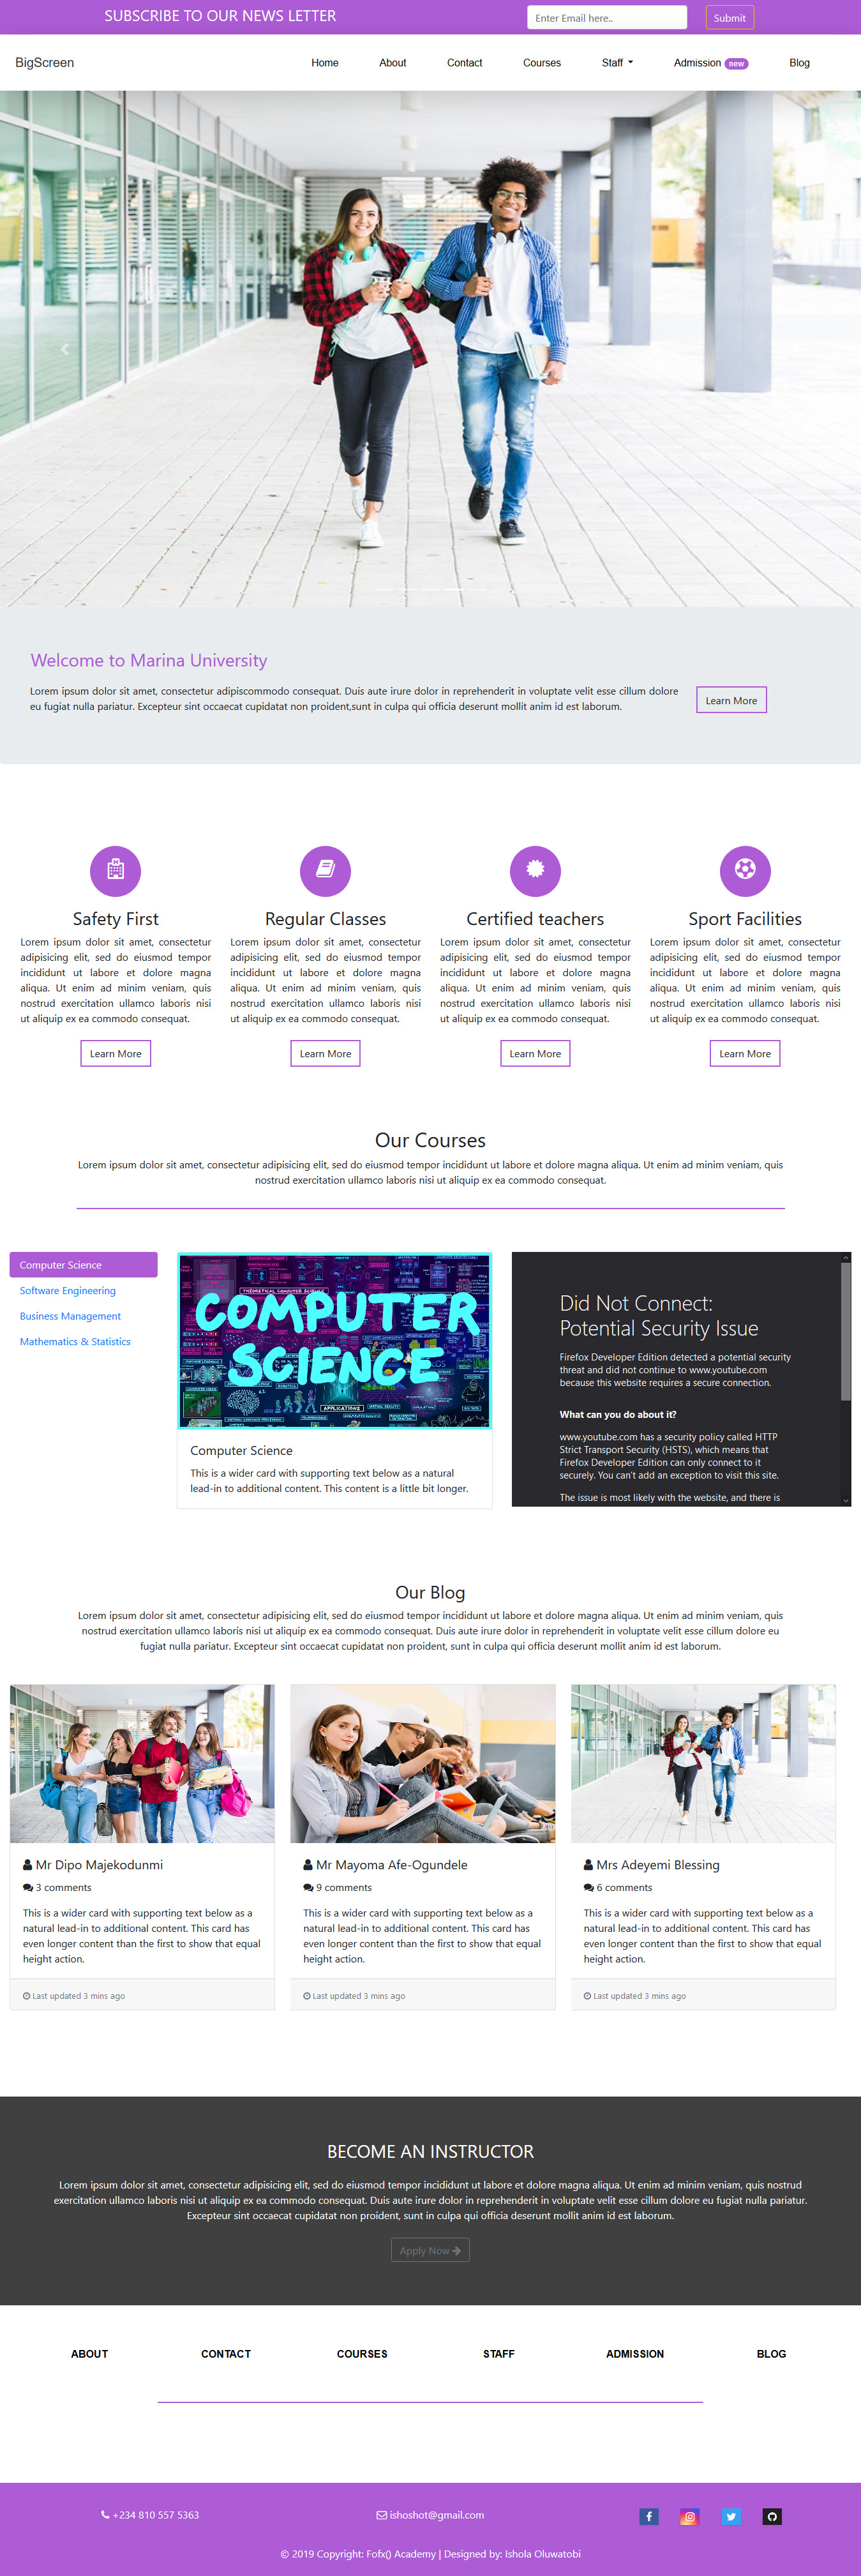 SUBSCRIBE TO OUR NEWS LETTER
Enter Email here..
Submit
BigScreen
Home
About
Contact
Courses
Staff
Admission new
Blog
Welcome to Marina University
Lorem ipsum dolor sit amet, consectetur adipiscommodo consequat. Duis aute irure dolor in reprehenderit in voluptate velit esse cillum dolore
eu fugiat nulla pariatur. Excepteur sint occaecat cupidatat non proident,sunt in culpa qui officia deserunt mollit anim id est laborum.
Learn More
Safety First
Lorem ipsum dolor sit amet, consectetur
adipisicing elit, sed do eiusmod tempor
incididunt ut labore et dolore magna
aliqua. Ut enim ad minim veniam, quis
nostrud exercitation ullamco laboris nisi
ut aliquip ex ea commodo consequat.
Learn More
Regular Classes
Lorem ipsum dolor sit amet, consectetur
adipisicing elit, sed do eiusmod tempor
incididunt ut labore et dolore magna
aliqua. Ut enim ad minim veniam, quis
nostrud exercitation ullamco laboris nisi
ut aliquip ex ea commodo consequat.
Learn More
Certified teachers
Lorem ipsum dolor sit amet, consectetur
adipisicing elit, sed do eiusmod tempor
incididunt ut labore et dolore magna
aliqua. Ut enim ad minim veniam, quis
nostrud exercitation ullamco laboris nisi
ut aliquip ex ea commodo consequat.
Learn More
Sport Facilities
Lorem ipsum dolor sit amet, consectetur
adipisicing elit, sed do eiusmod tempor
incididunt ut labore et dolore magna
aliqua. Ut enim ad minim veniam, quis
nostrud exercitation ullamco laboris nisi
ut aliquip ex ea commodo consequat.
Learn More
Our Courses
Lorem ipsum dolor sit amet, consectetur adipisicing elit, sed do eiusmod tempor incididunt ut labore et dolore magna aliqua. Ut enim ad minim veniam, quis
nostrud exercitation ullamco laboris nisi ut aliquip ex ea commodo consequat.
Computer Science
Software Engineering
Business Management
Mathematics & Statistics
THEORETICAL COMPUTER SCIENCE
COMPUTER
SCIENCE
APPLICATIONS
Computer Science
This is a wider card with supporting text below as a natural
lead-in to additional content. This content is a little bit longer.
Did Not Connect:
Potential Security Issue
Firefox Developer Edition detected a potential security
threat and did not continue to www.youtube.com
because this website requires a secure connection.
What can you do about it?
www.youtube.com has a security policy called HTTP
Strict Transport Security (HSTS), which means that
Firefox Developer Edition can only connect to it
securely. You can't add an exception to visit this site.
The issue is most likely with the website, and there is
Our Blog
Lorem ipsum dolor sit amet, consectetur adipisicing elit, sed do eiusmod tempor incididunt ut labore et dolore magna aliqua. Ut enim ad minim veniam, quis
nostrud exercitation ullamco laboris nisi ut aliquip ex ea commodo consequat. Duis aute irure dolor in reprehenderit in voluptate velit esse cillum dolore eu
fugiat nulla pariatur. Excepteur sint occaecat cupidatat non proident, sunt in culpa qui officia deserunt mollit anim id est laborum.
Mr Dipo Majekodunmi
3 comments
This is a wider card with supporting text below as a
natural lead-in to additional content. This card has
even longer content than the first to show that equal
height action.
Last updated 3 mins ago
Mr Mayoma Afe-Ogundele
9 comments
This is a wider card with supporting text below as a
natural lead-in to additional content. This card has
even longer content than the first to show that equal
height action.
Last updated 3 mins ago
Mrs Adeyemi Blessing
6 comments
This is a wider card with supporting text below as a
natural lead-in to additional content. This card has
even longer content than the first to show that equal
height action.
Last updated 3 mins ago
BECOME AN INSTRUCTOR
Lorem ipsum dolor sit amet, consectetur adipisicing elit, sed do eiusmod tempor incididunt ut labore et dolore magna aliqua. Ut enim ad minim veniam, quis nostrud
exercitation ullamco laboris nisi ut aliquip ex ea commodo consequat. Duis aute irure dolor in reprehenderit in voluptate velit esse cillum dolore eu fugiat nulla pariatur.
Excepteur sint occaecat cupidatat non proident, sunt in culpa qui officia deserunt mollit anim id est laborum.
Apply Now
ABOUT
CONTACT
COURSES
STAFF
ADMISSION
BLOG
+234 810 557 5363
ishoshot@gmail.com
© 2019 Copyright: Fofx() Academy | Designed by: Ishola Oluwatobi